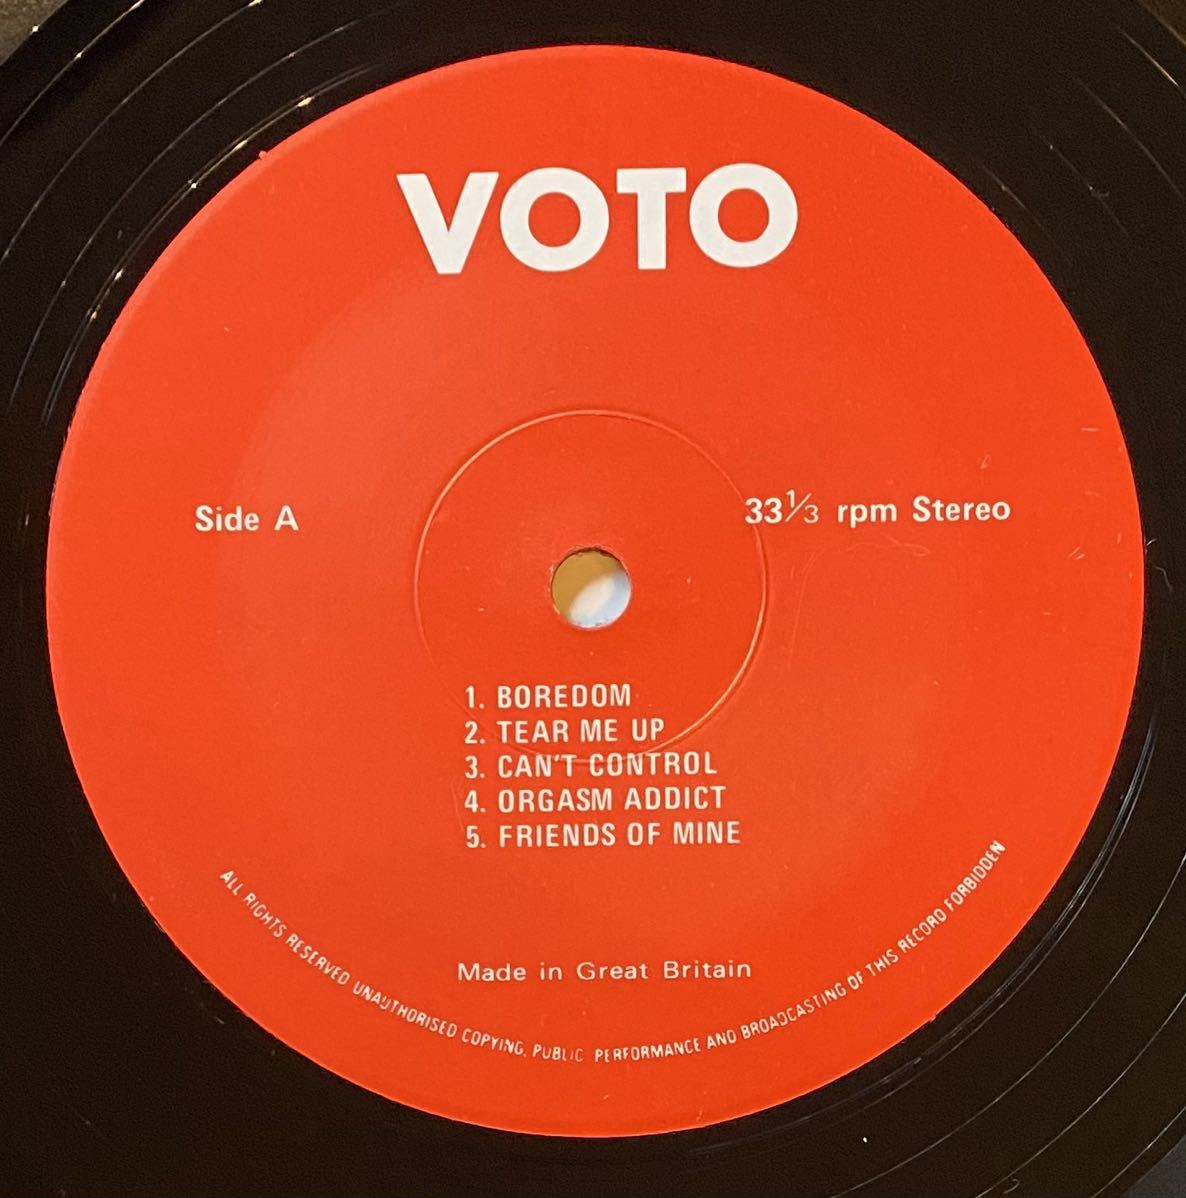 VOTO
Side A
33⅓ rpm Stereo
1. BOREDOM
2. TEAR ME UP
3. CAN'T CONTROL
4. ORGASM ADDICT
5. FRIENDS OF MINE
Made in Great Britain
ALL RIGHTS RESERVED UNAUTHORISED COPYING, PUBLIC PERFORMANCE AND BROADCASTING OF THIS RECORD FORBIDDEN